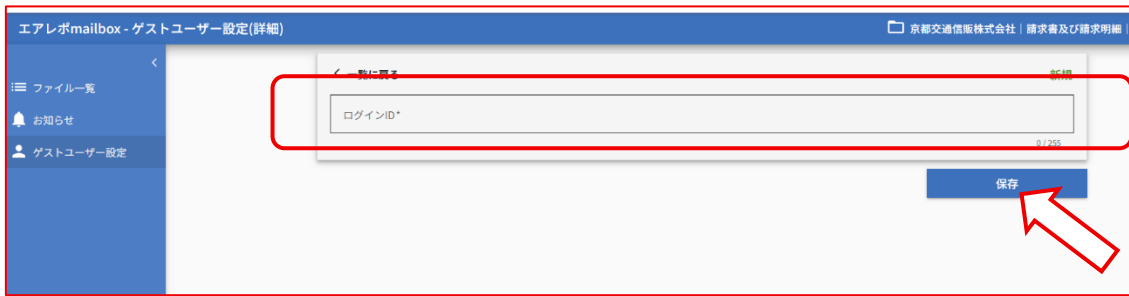 エアレポmailbox - ゲストユーザー設定(詳細)
京都交通信販株式会社 | 請求書及び請求明細 |
ファイル一覧
お知らせ
ゲストユーザー設定
一覧に戻る
新規
ログインID*
0 / 255
保存